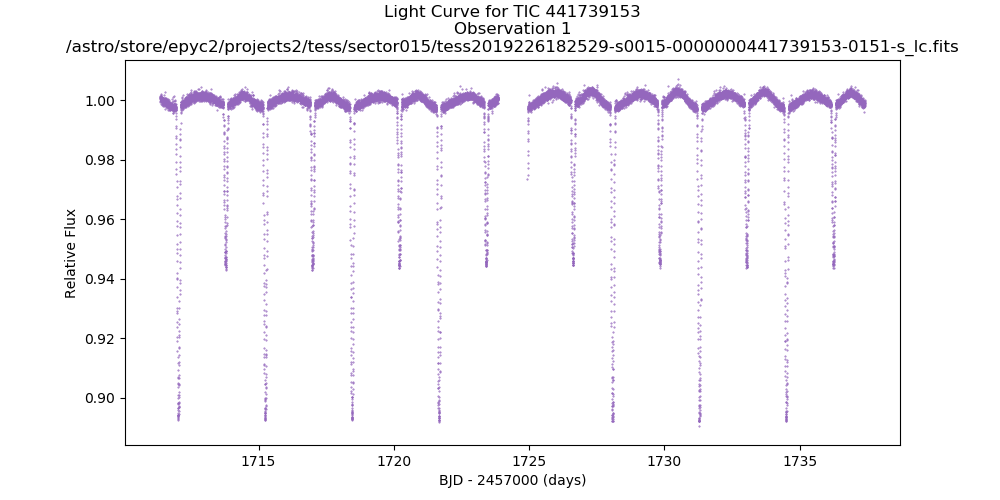 Light Curve for TIC 441739153
Observation 1
/astro/store/epyc2/projects2/tess/sector015/tess2019226182529-s0015-0000000441739153-0151-s_lc.fits
1.00
0.98
0.96
0.94
0.92
0.90
Relative Flux
1715
1720
1725
1730
1735
BJD - 2457000 (days)